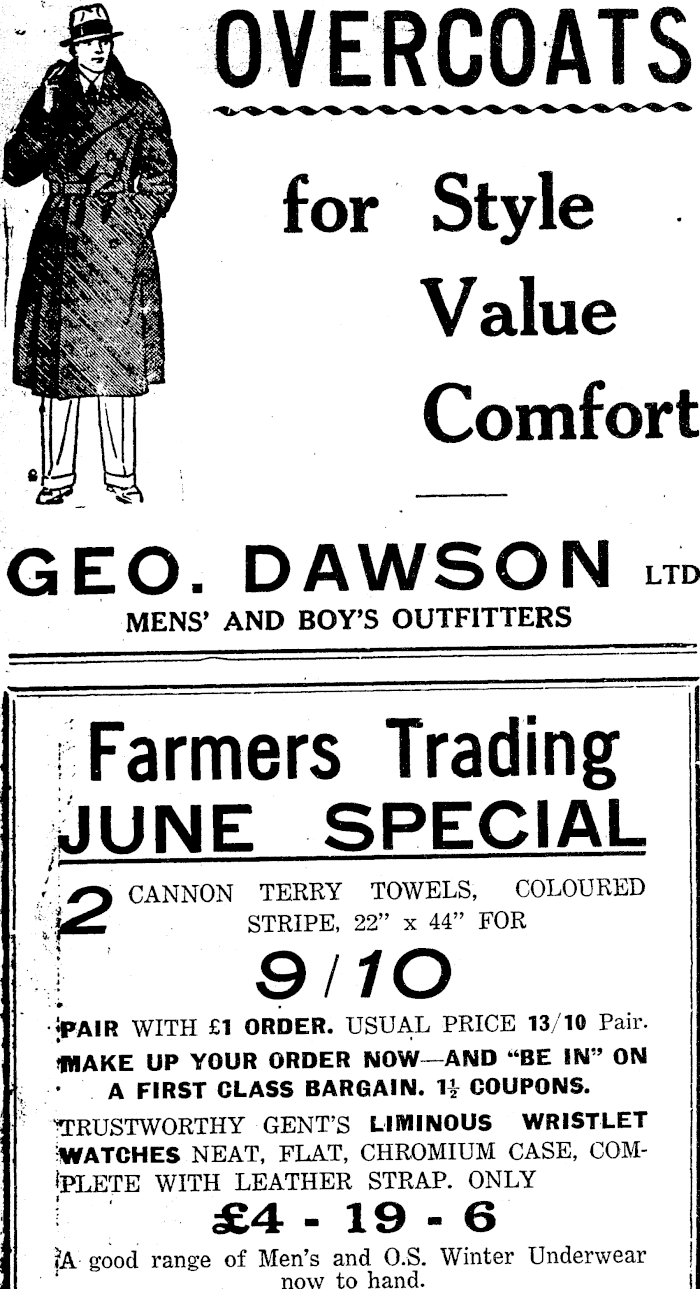 OVERCOATS
for Style
Value
Comfort
GEO. DAWSON LTD
MENS' AND BOY'S OUTFITTERS
Farmers Trading
JUNE SPECIAL
2 CANNON TERRY TOWELS, COLOURED
STRIPE, 22” x 44” FOR
9/10
PAIR WITH £1 ORDER. USUAL PRICE 13/10 Pair.
MAKE UP YOUR ORDER NOW—AND “BE IN” ON
A FIRST CLASS BARGAIN. 1½ COUPONS.
TRUSTWORTHY GENT'S LIMINOUS WRISTLET
WATCHES NEAT, FLAT, CHROMIUM CASE, COM-
PLETE WITH LEATHER STRAP. ONLY
£4 - 19 - 6
A good range of Men's and O.S. Winter Underwear
now to hand.